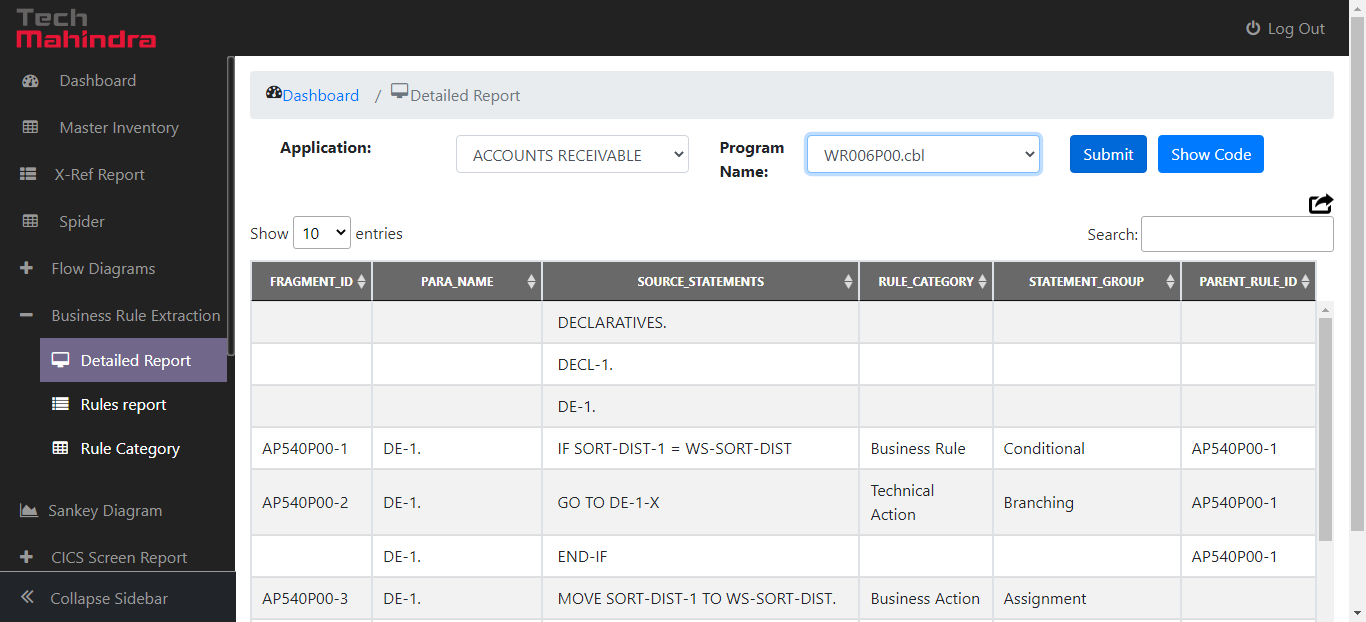 Tech
Mahindra
Log Out
Dashboard
Master Inventory
X-Ref Report
Spider
Flow Diagrams
Business Rule Extraction
Detailed Report
Rules report
Rule Category
Sankey Diagram
CICS Screen Report
Collapse Sidebar
Dashboard / Detailed Report
Application:
ACCOUNTS RECEIVABLE
Program
Name:
WR006P00.cbl
Submit
Show Code
Show 10 entries
Search:
FRAGMENT_ID PARA_NAME SOURCE_STATEMENTS RULE_CATEGORY STATEMENT_GROUP PARENT_RULE_ID
DECLARATIVES.
DECL-1.
DE-1.
AP540P00-1 DE-1. IF SORT-DIST-1 = WS-SORT-DIST Business Rule Conditional AP540P00-1
AP540P00-2 DE-1. GO TO DE-1-X Technical Action Branching AP540P00-1
DE-1. END-IF AP540P00-1
AP540P00-3 DE-1. MOVE SORT-DIST-1 TO WS-SORT-DIST. Business Action Assignment